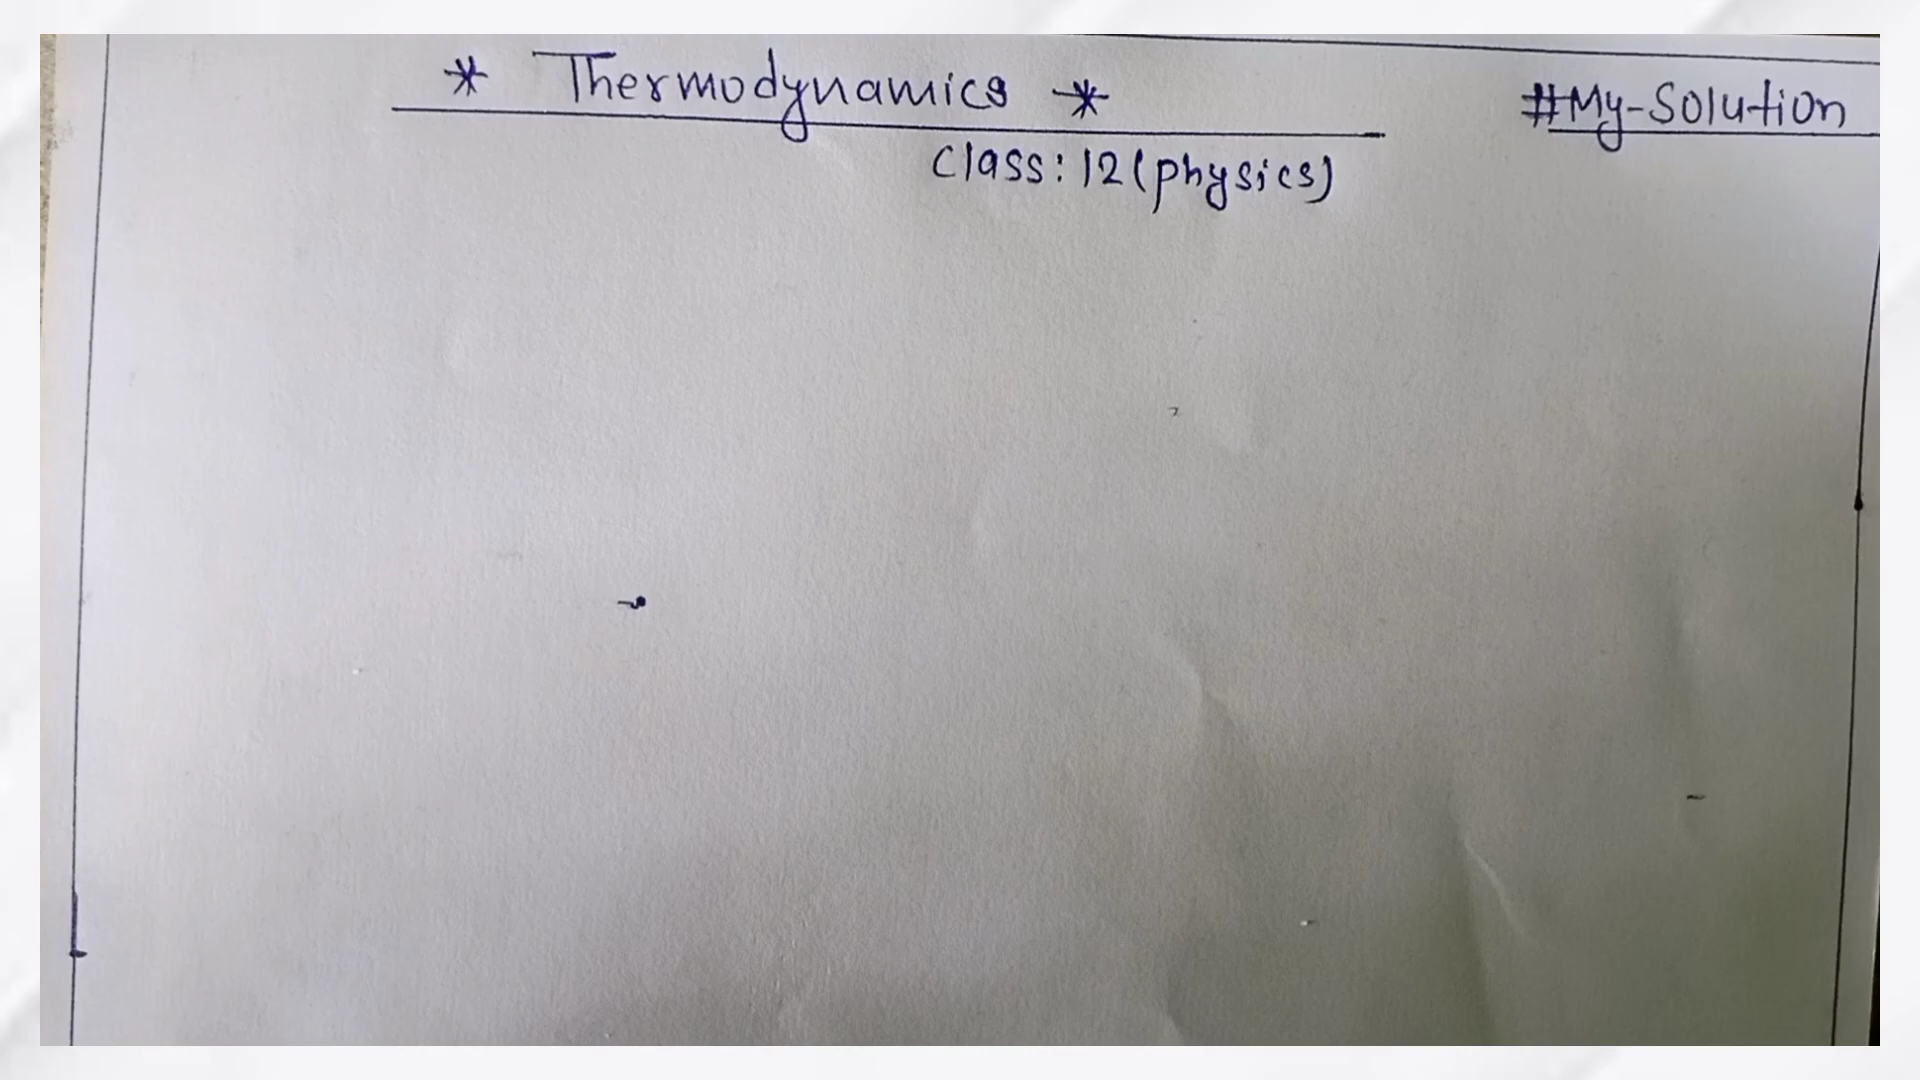 * Thermodynamics *
#My-Solution
Class: 12 (physics)